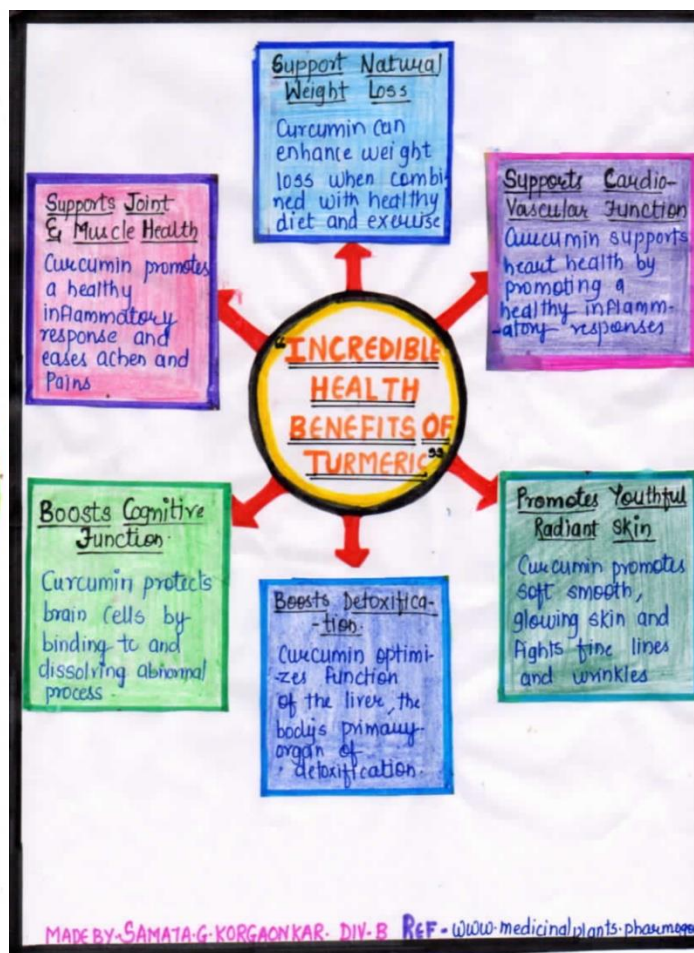 Support Natural
Weight Loss
Curcumin can
enhance weight
loss when combi
ned with healthy
diet and exercise
Supports Joint
& Muscle Health
Curcumin promotes
a healthy
inflammatory
response and
eases aches and
Pains
Supports Cardio-
Vascular Function
Curcumin supports
heart health by
promoting a
healthy inflamm-
-atory responses
"INCREDIBLE
HEALTH
BENEFITS OF
TURMERIC"
Boosts Cognitive
Function.
Curcumin protects
brain cells by
binding to and
dissolving abnormal
process
Boosts Detoxifica-
-tion.
Curcumin optimi-
zes function
of the liver, the
body's primary
organ of
detoxification.
Promotes Youthful
Radiant Skin
Curcumin promotes
soft smooth,
glowing skin and
fights fine lines
and wrinkles
MADE BY-SAMATA·G·KORGAONKAR· DIV-B REF-www.medicinalplants.pharmaco